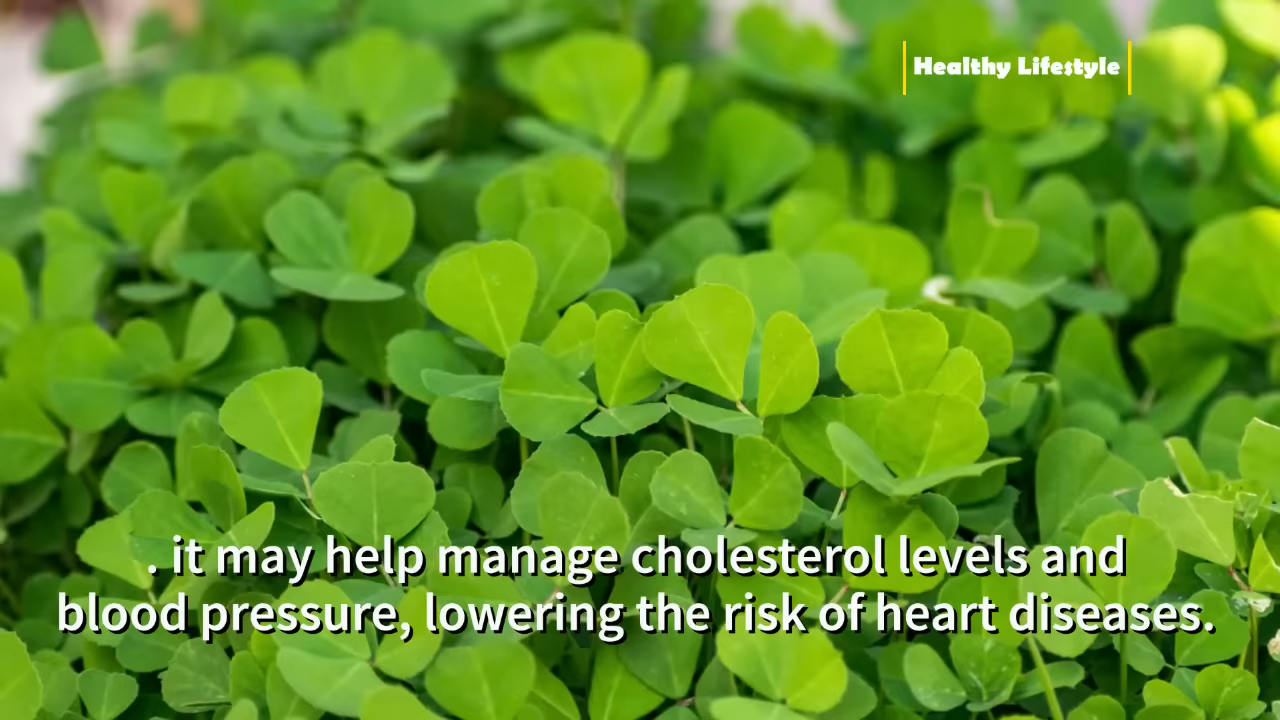 Healthy Lifestyle
. it may help manage cholesterol levels and
blood pressure, lowering the risk of heart diseases.